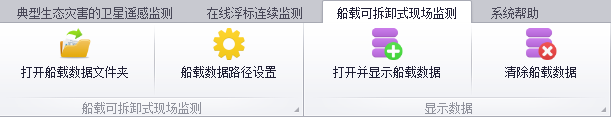 典型生态灾害的卫星遥感监测 在线浮标连续监测 船载可拆卸式现场监测 系统帮助
打开船载数据文件夹 船载数据路径设置 打开并显示船载数据 清除船载数据
船载可拆卸式现场监测 显示数据